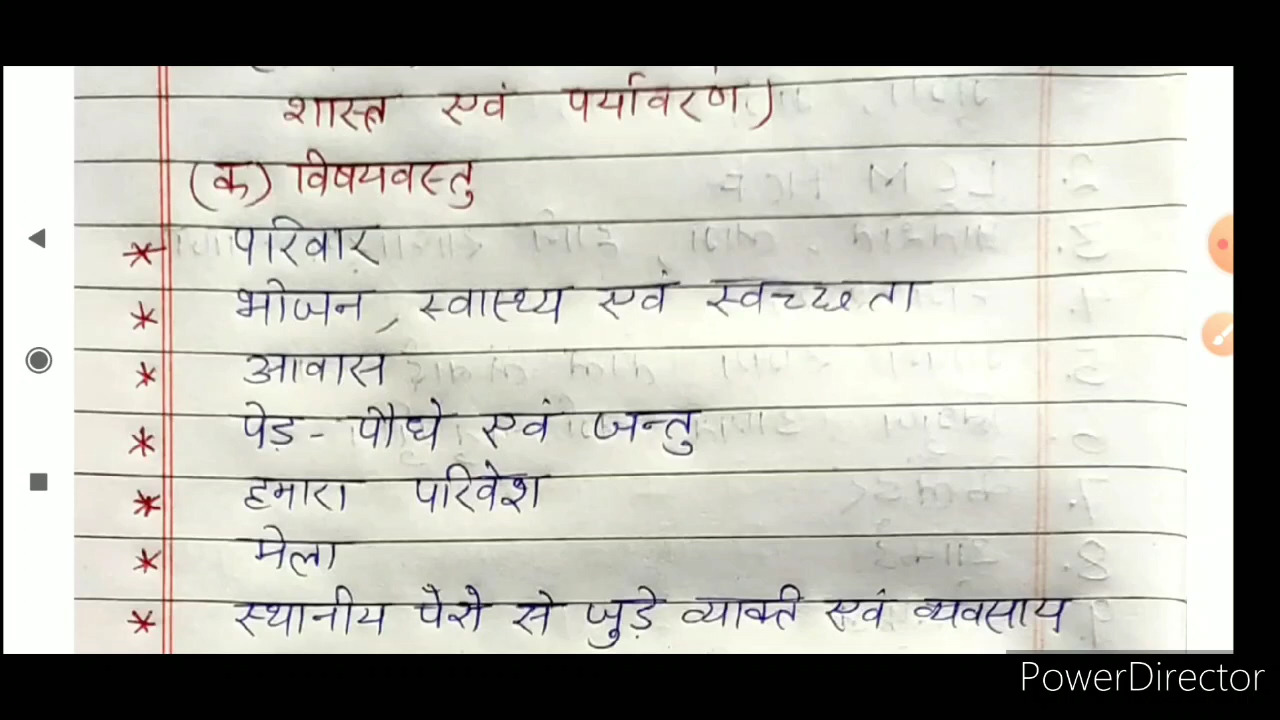 शास्त्र एवं पर्यावरण)
(क) विषयवस्तु
* परिवार
* भोजन, स्वास्थ्य एवं स्वच्छता
* आवास
* पेड़ - पौधे एवं जन्तु
* हमारा परिवेश
* मेला
* स्थानीय पेशे से जुड़े व्यक्ति एवं व्यवसाय
PowerDirector